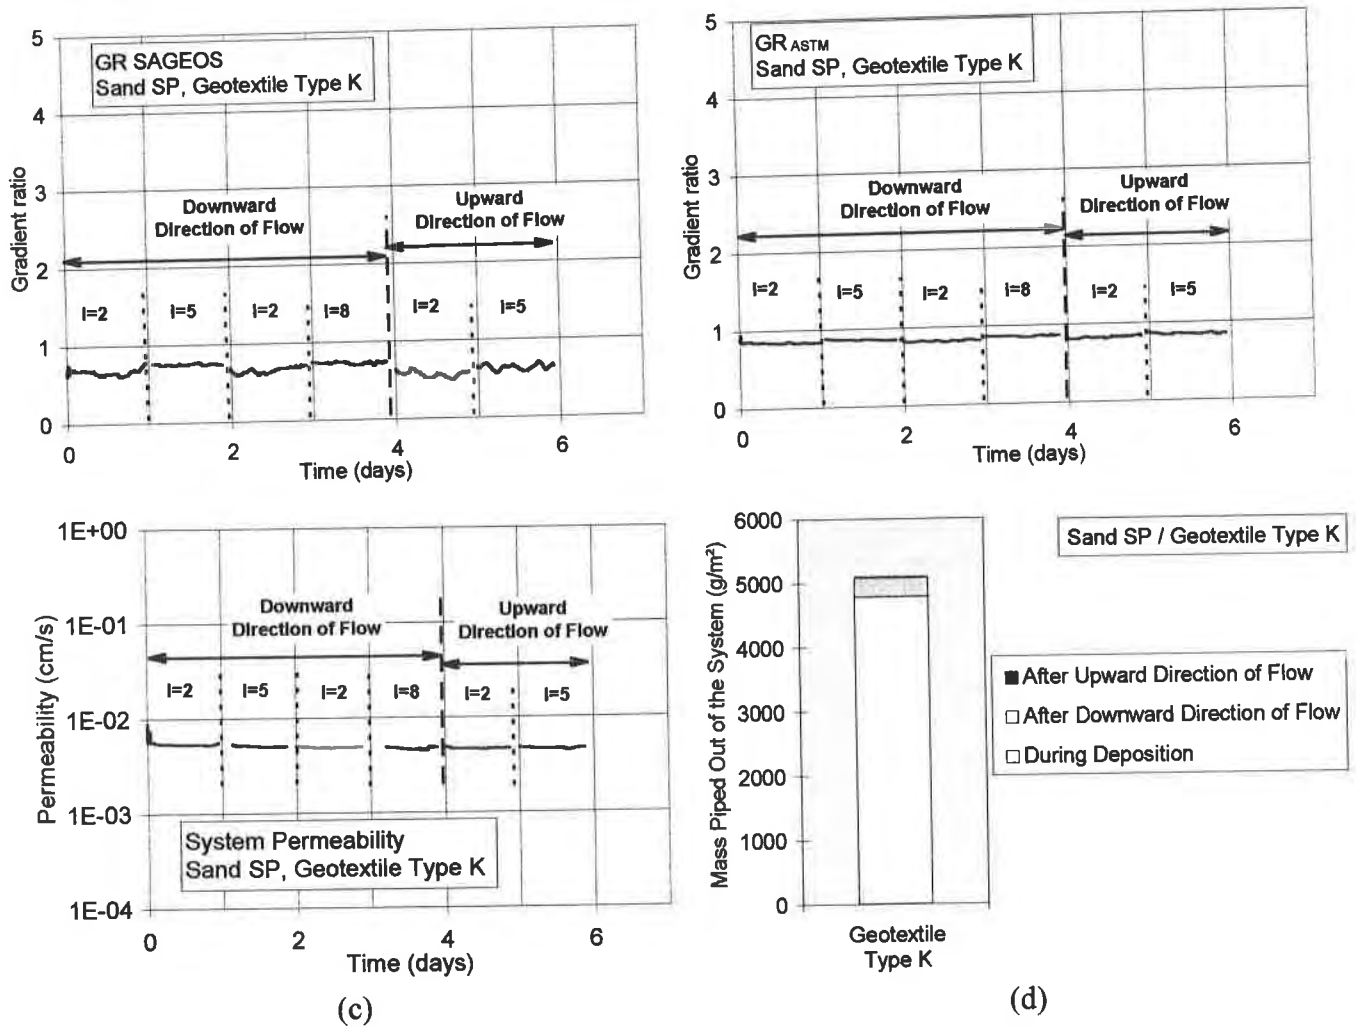 5
4
3
2
1
0
Gradient ratio
GR SAGEOS
Sand SP, Geotextile Type K
Downward
Direction of Flow
Upward
Direction of Flow
I=2
I=5
I=2
I=8
I=2
I=5
0
2
4
6
Time (days)
5
4
3
2
1
0
Gradient ratio
GR ASTM
Sand SP, Geotextile Type K
Downward
Direction of Flow
Upward
Direction of Flow
I=2
I=5
I=2
I=8
I=2
I=5
0
2
4
6
Time (days)
1E+00
1E-01
1E-02
1E-03
1E-04
Permeability (cm/s)
Downward
Direction of Flow
Upward
Direction of Flow
I=2
I=5
I=2
I=8
I=2
I=5
System Permeability
Sand SP, Geotextile Type K
0
2
4
6
Time (days)
(c)
6000
5000
4000
3000
2000
1000
0
Mass Piped Out of the System (g/m²)
Sand SP / Geotextile Type K
After Upward Direction of Flow
After Downward Direction of Flow
During Deposition
Geotextile
Type K
(d)